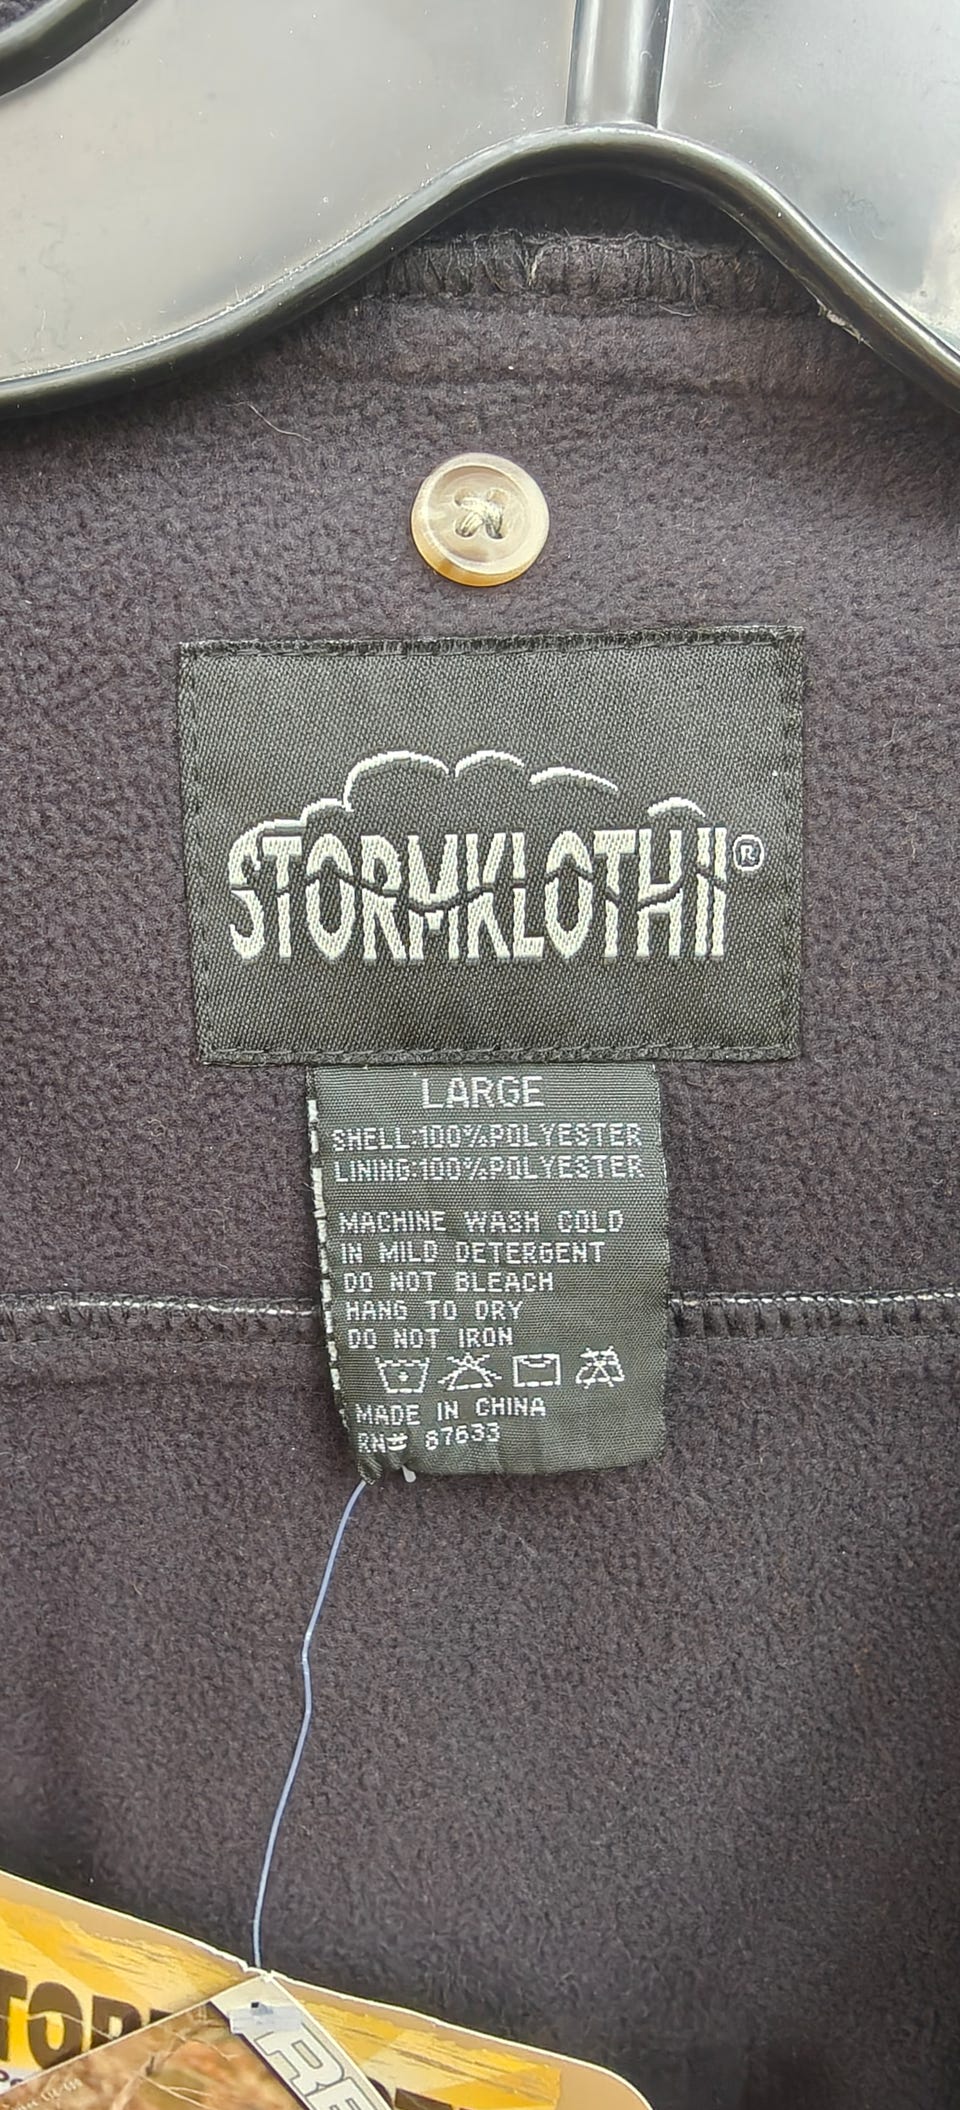 STORMKLOTH II®
LARGE
SHELL:100%POLYESTER
LINING:100%POLYESTER
MACHINE WASH COLD
IN MILD DETERGENT
DO NOT BLEACH
HANG TO DRY
DO NOT IRON
MADE IN CHINA
RN# 87633